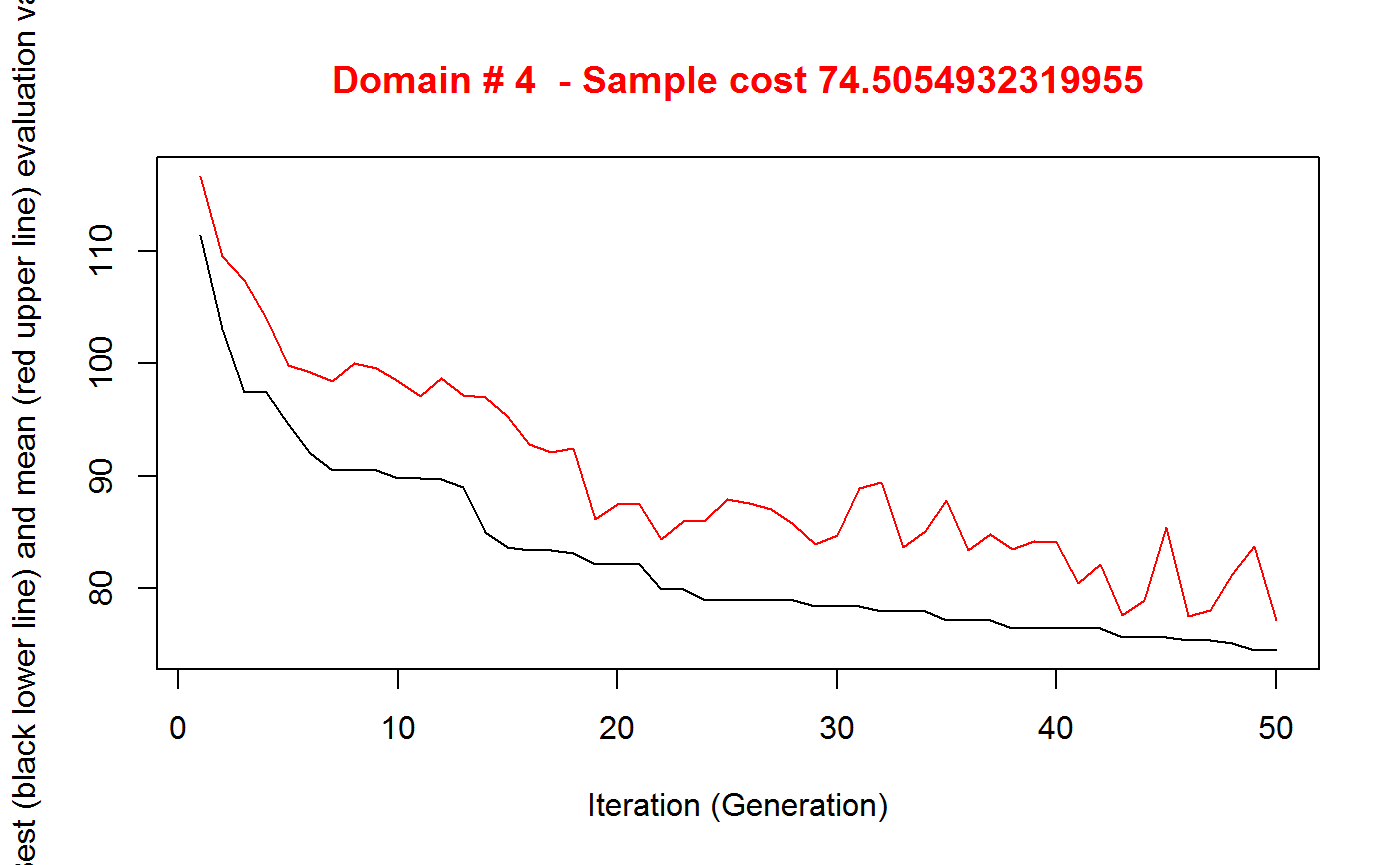 Domain # 4  - Sample cost 74.5054932319955
est (black lower line) and mean (red upper line) evaluation va
110
100
90
80
0 10 20 30 40 50
Iteration (Generation)